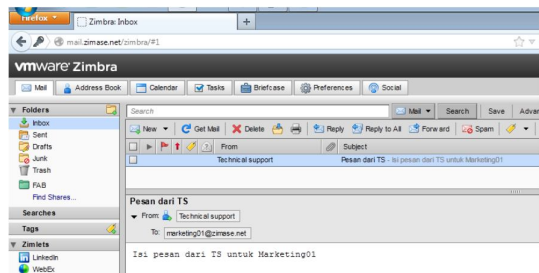 Firefox
Zimbra: Inbox
+
mail.zimase.net/zimbra/#1
vmware Zimbra
Mail Address Book Calendar Tasks Briefcase Preferences Social
Folders
Search Mail Search Save Advan
Inbox
New Get Mail Delete Reply Reply to All Forward Spam
Sent
From Subject
Drafts
Technical support Pesan dari TS - Isi pesan dari TS untuk Marketing01
Junk
Trash
FAB
Find Shares...
Searches
Tags
Zimlets
LinkedIn
WebEx
Pesan dari TS
From: Technical support
To: marketing01@zimase.net
Isi pesan dari TS untuk Marketing01